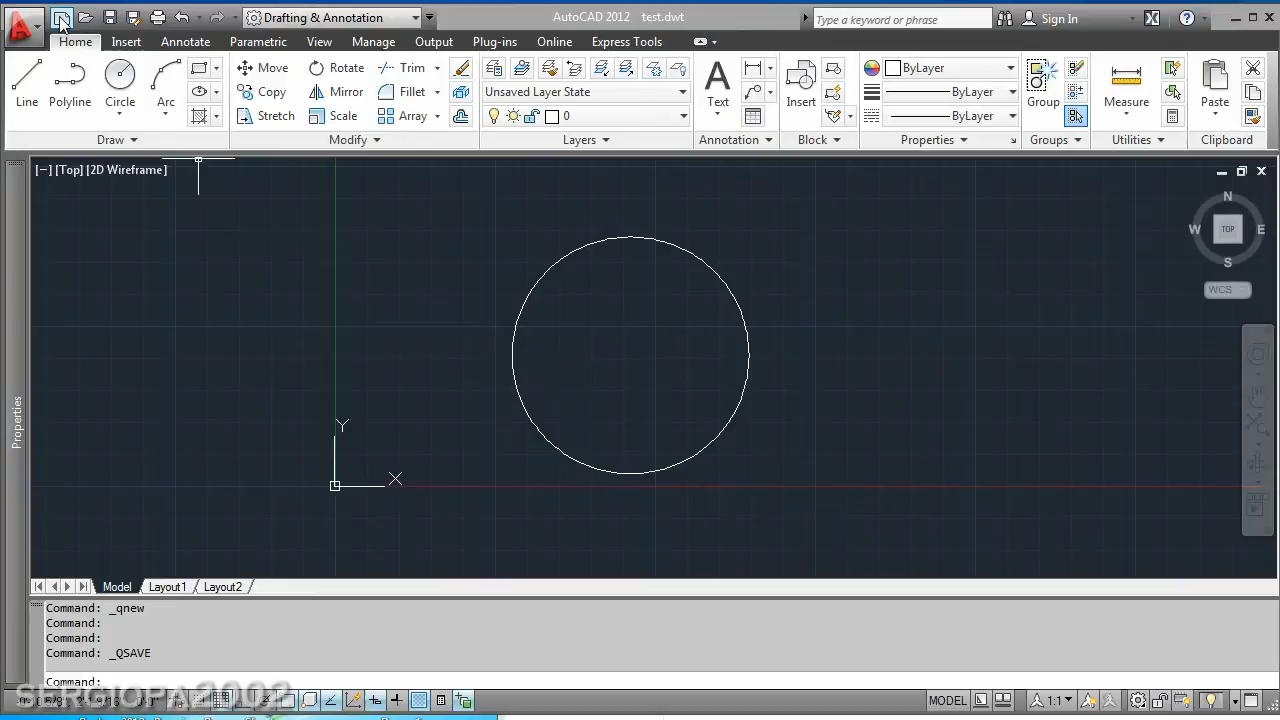 Drafting & Annotation
AutoCAD 2012 test.dwt
Type a keyword or phrase
Sign In
Home Insert Annotate Parametric View Manage Output Plug-ins Online Express Tools
Line Polyline Circle Arc
Move Rotate Trim
Copy Mirror Fillet
Stretch Scale Array
Unsaved Layer State
0
Text
Insert
ByLayer
ByLayer
ByLayer
Group
Measure
Paste
Draw Modify Layers Annotation Block Properties Groups Utilities Clipboard
[−] [Top] [2D Wireframe]
N
W TOP E
S
WCS
Properties
Y
X
Model Layout1 Layout2
Command: _qnew
Command:
Command:
Command: _QSAVE
Command:
SERGIOPA2002
MODEL
1:1